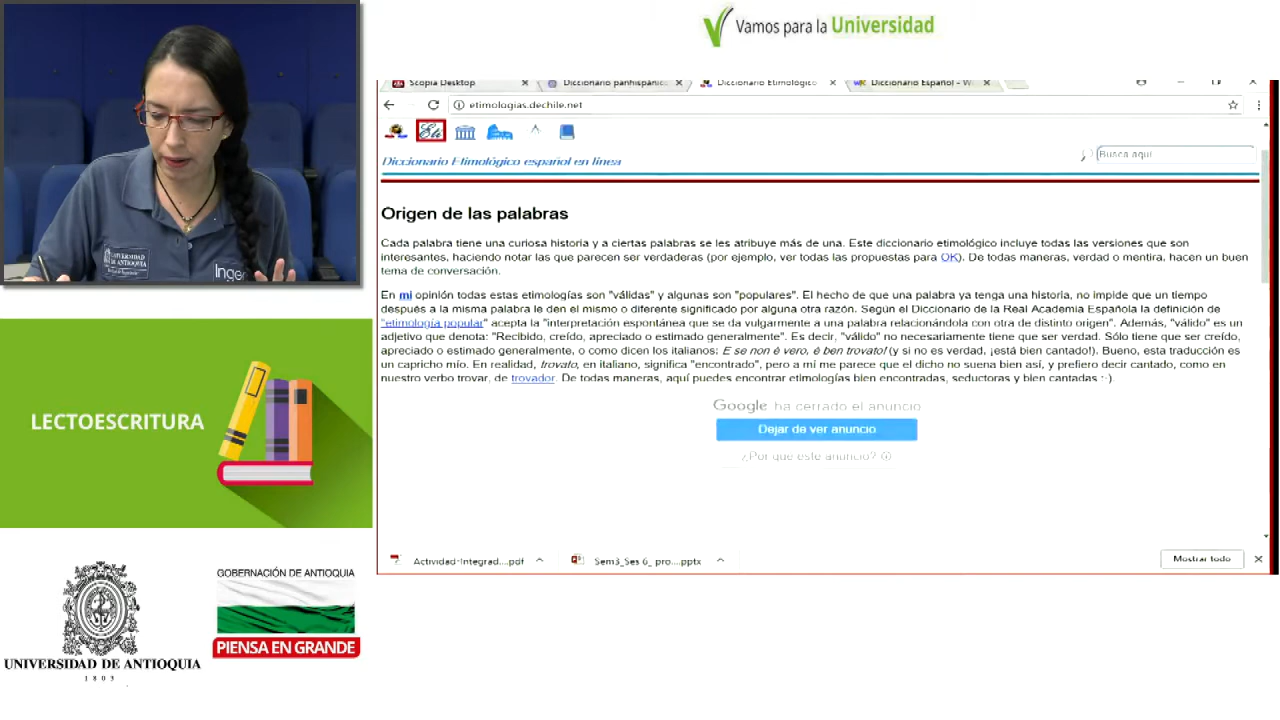 Vamos para la Universidad
Scopia Desktop
Diccionario panhispánic
Diccionario Etimológico
Diccionario Español - W
etimologias.dechile.net
Diccionario Etimológico español en línea
Busca aquí
Origen de las palabras
Cada palabra tiene una curiosa historia y a ciertas palabras se les atribuye más de una. Este diccionario etimológico incluye todas las versiones que son
interesantes, haciendo notar las que parecen ser verdaderas (por ejemplo, ver todas las propuestas para OK). De todas maneras, verdad o mentira, hacen un buen
tema de conversación.
En mi opinión todas estas etimologías son "válidas" y algunas son "populares". El hecho de que una palabra ya tenga una historia, no impide que un tiempo
después a la misma palabra le den el mismo o diferente significado por alguna otra razón. Según el Diccionario de la Real Academia Española la definición de
"etimología popular" acepta la "interpretación espontánea que se da vulgarmente a una palabra relacionándola con otra de distinto origen". Además, "válido" es un
adjetivo que denota: "Recibido, creído, apreciado o estimado generalmente". Es decir, "válido" no necesariamente tiene que ser verdad. Sólo tiene que ser creído,
apreciado o estimado generalmente, o como dicen los italianos: E se non è vero, è ben trovato! (y si no es verdad, ¡está bien cantado!). Bueno, esta traducción es
un capricho mío. En realidad, trovato, en italiano, significa "encontrado", pero a mí me parece que el dicho no suena bien así, y prefiero decir cantado, como en
nuestro verbo trovar, de trovador. De todas maneras, aquí puedes encontrar etimologías bien encontradas, seductoras y bien cantadas :-).
Google ha cerrado el anuncio
Dejar de ver anuncio
¿Por qué este anuncio?
Actividad-Integrad....pdf
Sem3_Ses 6_ pro....pptx
Mostrar todo
UNIVERSIDAD
DE ANTIOQUIA
Inge
LECTOESCRITURA
UNIVERSIDAD DE ANTIOQUIA
1803
GOBERNACIÓN DE ANTIOQUIA
PIENSA EN GRANDE